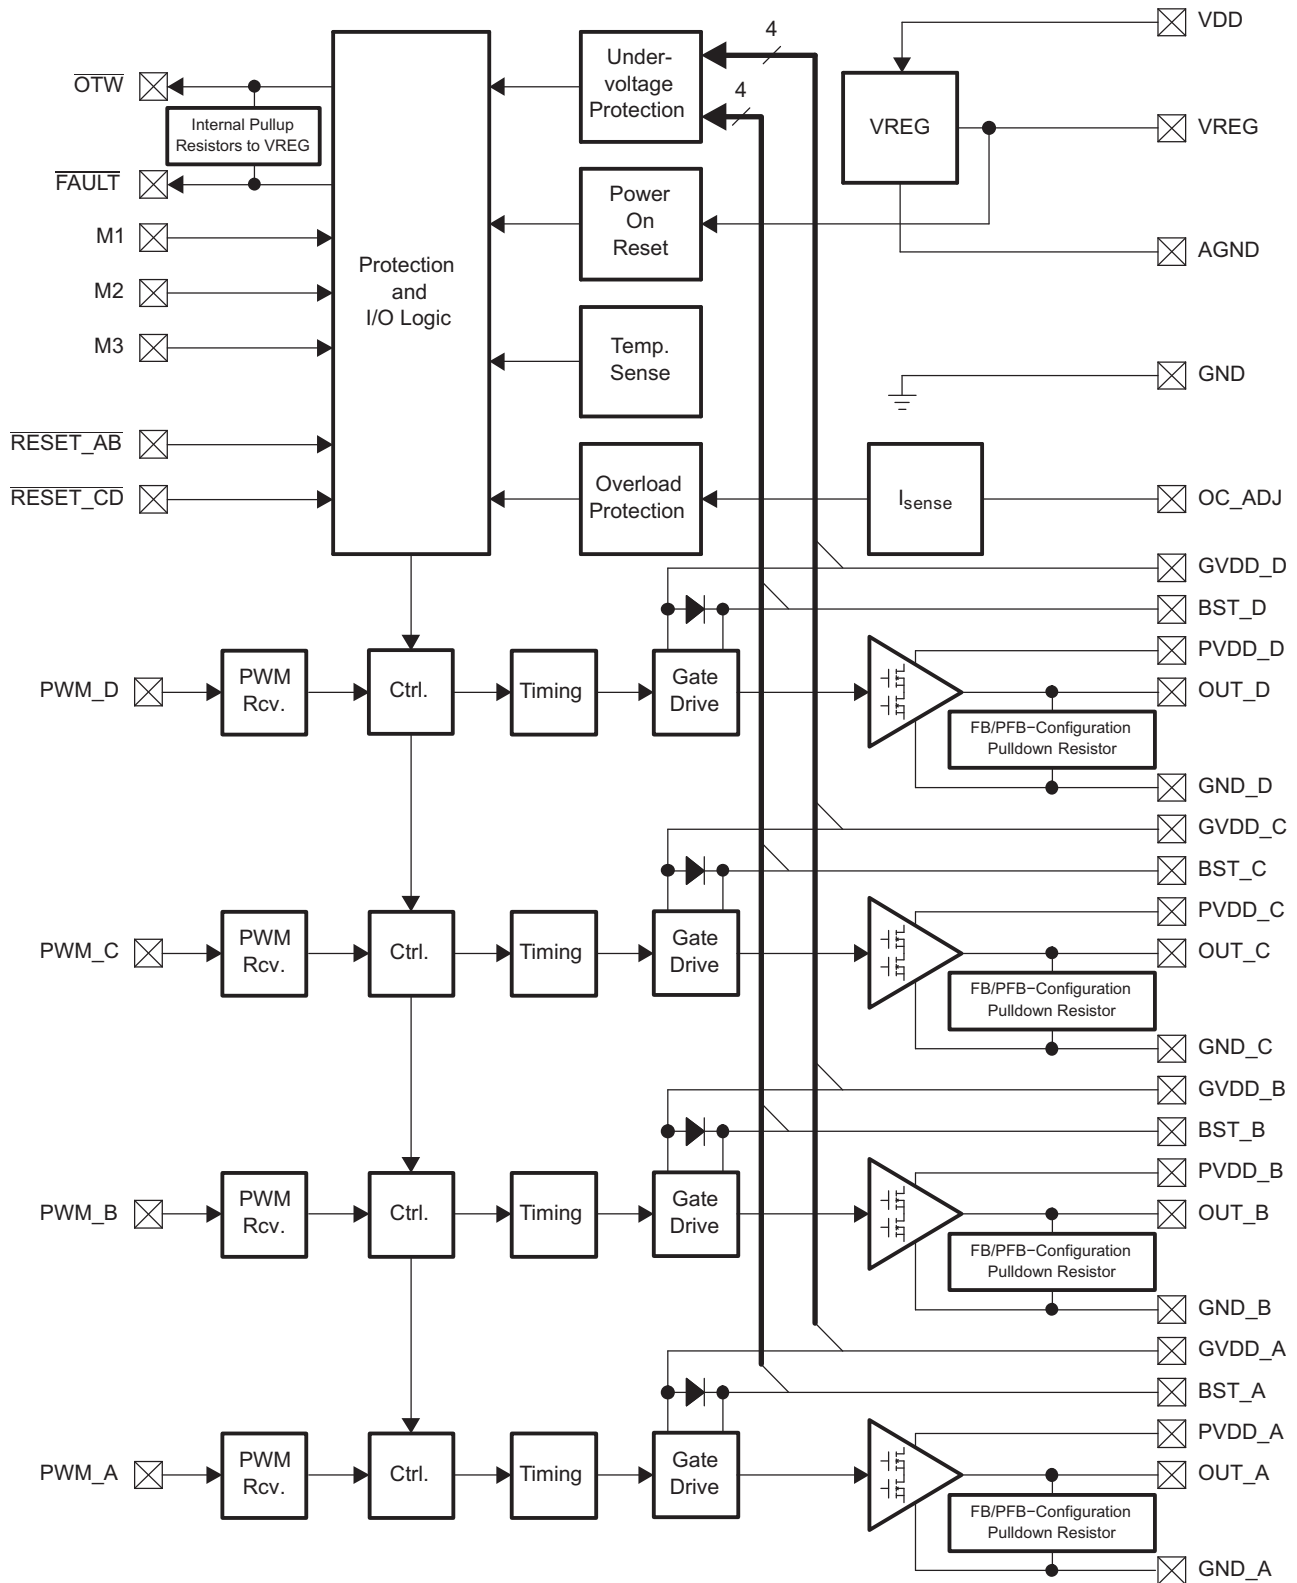 4
VDD
OTW
Under-
voltage
Protection
4
Internal Pullup
Resistors to VREG
VREG
VREG
FAULT
M1
Power
On
Reset
AGND
Protection
and
I/O Logic
M2
M3
Temp.
Sense
GND
RESET_AB
RESET_CD
Overload
Protection
Isense
OC_ADJ
GVDD_D
BST_D
PVDD_D
PWM_D
PWM
Rcv.
Ctrl.
Timing
Gate
Drive
OUT_D
FB/PFB−Configuration
Pulldown Resistor
GND_D
GVDD_C
BST_C
PVDD_C
PWM_C
PWM
Rcv.
Ctrl.
Timing
Gate
Drive
OUT_C
FB/PFB−Configuration
Pulldown Resistor
GND_C
GVDD_B
BST_B
PVDD_B
PWM_B
PWM
Rcv.
Ctrl.
Timing
Gate
Drive
OUT_B
FB/PFB−Configuration
Pulldown Resistor
GND_B
GVDD_A
BST_A
PVDD_A
PWM_A
PWM
Rcv.
Ctrl.
Timing
Gate
Drive
OUT_A
FB/PFB−Configuration
Pulldown Resistor
GND_A